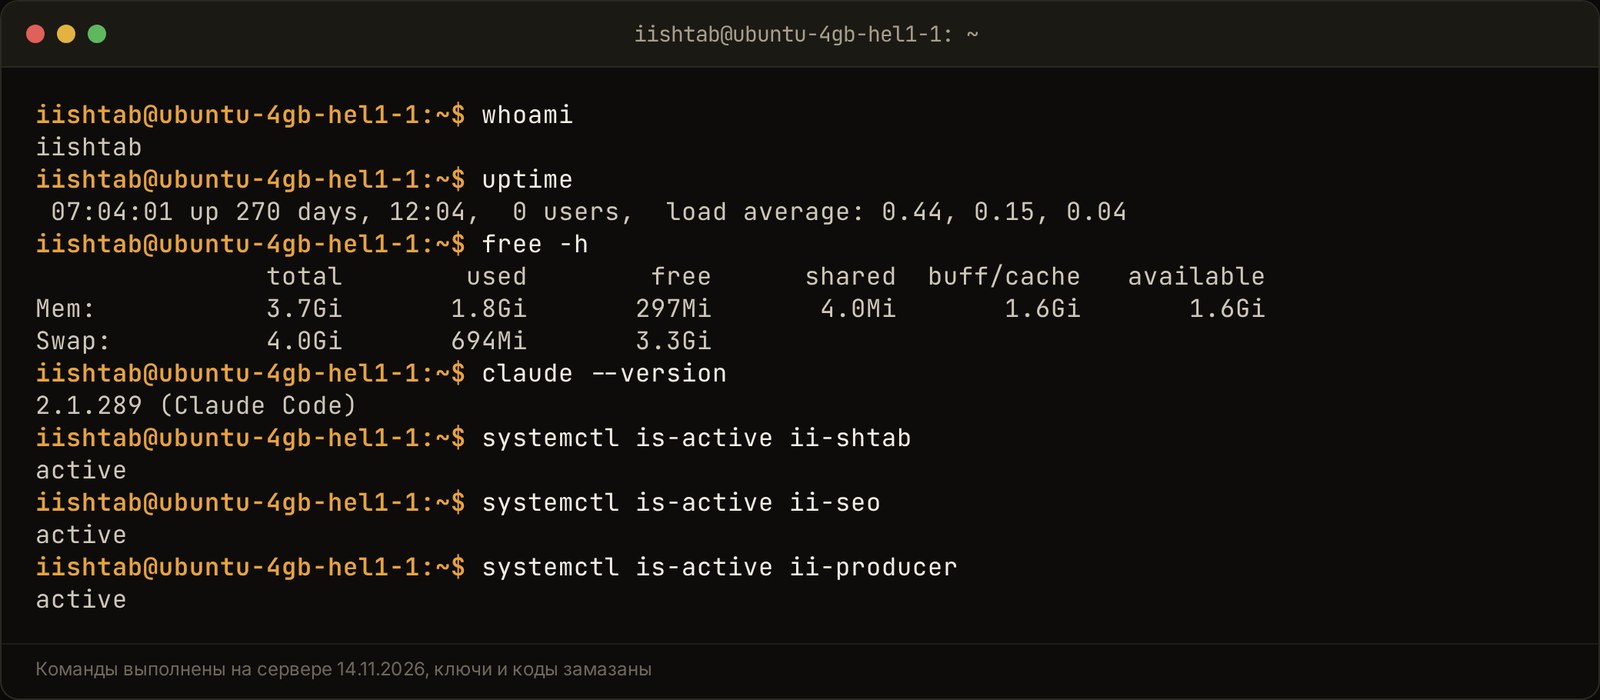 iishtab@ubuntu-4gb-hel1-1: ~
iishtab@ubuntu-4gb-hel1-1:~$ whoami
iishtab
iishtab@ubuntu-4gb-hel1-1:~$ uptime
 07:04:01 up 270 days, 12:04,  0 users,  load average: 0.44, 0.15, 0.04
iishtab@ubuntu-4gb-hel1-1:~$ free -h
               total        used        free      shared  buff/cache   available
Mem:           3.7Gi       1.8Gi       297Mi       4.0Mi       1.6Gi       1.6Gi
Swap:          4.0Gi       694Mi       3.3Gi
iishtab@ubuntu-4gb-hel1-1:~$ claude --version
2.1.289 (Claude Code)
iishtab@ubuntu-4gb-hel1-1:~$ systemctl is-active ii-shtab
active
iishtab@ubuntu-4gb-hel1-1:~$ systemctl is-active ii-seo
active
iishtab@ubuntu-4gb-hel1-1:~$ systemctl is-active ii-producer
active
Команды выполнены на сервере 14.11.2026, ключи и коды замазаны